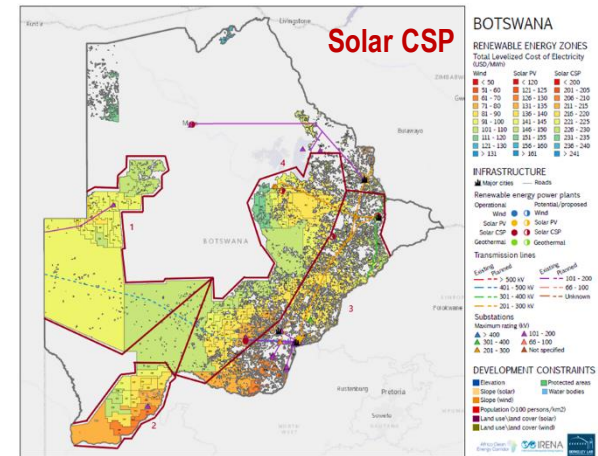 Solar CSP
Livingstone
BOTSWANA
Bulawayo
1
2
3
4
Rustenburg
Pretoria
BOTSWANA
RENEWABLE ENERGY ZONES
Total Levelized Cost of Electricity
(USD/MWh)
Wind Solar PV Solar CSP
< 50 < 120 < 200
51 - 60 121 - 125 201 - 205
61 - 70 126 - 130 206 - 210
71 - 80 131 - 135 211 - 215
81 - 90 136 - 140 216 - 220
91 - 100 141 - 145 221 - 225
101 - 110 146 - 150 226 - 230
111 - 120 151 - 155 231 - 235
121 - 130 156 - 160 236 - 240
> 131 > 161 > 241
INFRASTRUCTURE
Major cities Roads
Renewable energy power plants
Operational Potential/proposed
Wind Wind
Solar PV Solar PV
Solar CSP Solar CSP
Geothermal Geothermal
Transmission lines
Existing Planned Existing Planned
> 500 kV 101 - 200
401 - 500 kV 66 - 100
301 - 400 kV Unknown
201 - 300 kV
Substations
Maximum rating (kV)
> 400 101 - 200
301 - 400 66 - 100
201 - 300 Not specified
DEVELOPMENT CONSTRAINTS
Elevation Protected areas
Slope (solar) Water bodies
Slope (wind)
Population (>100 persons/km2)
Land use\land cover (solar)
Land use\land cover (wind)
Africa Clean
Energy Corridor
IRENA
BERKELEY LAB